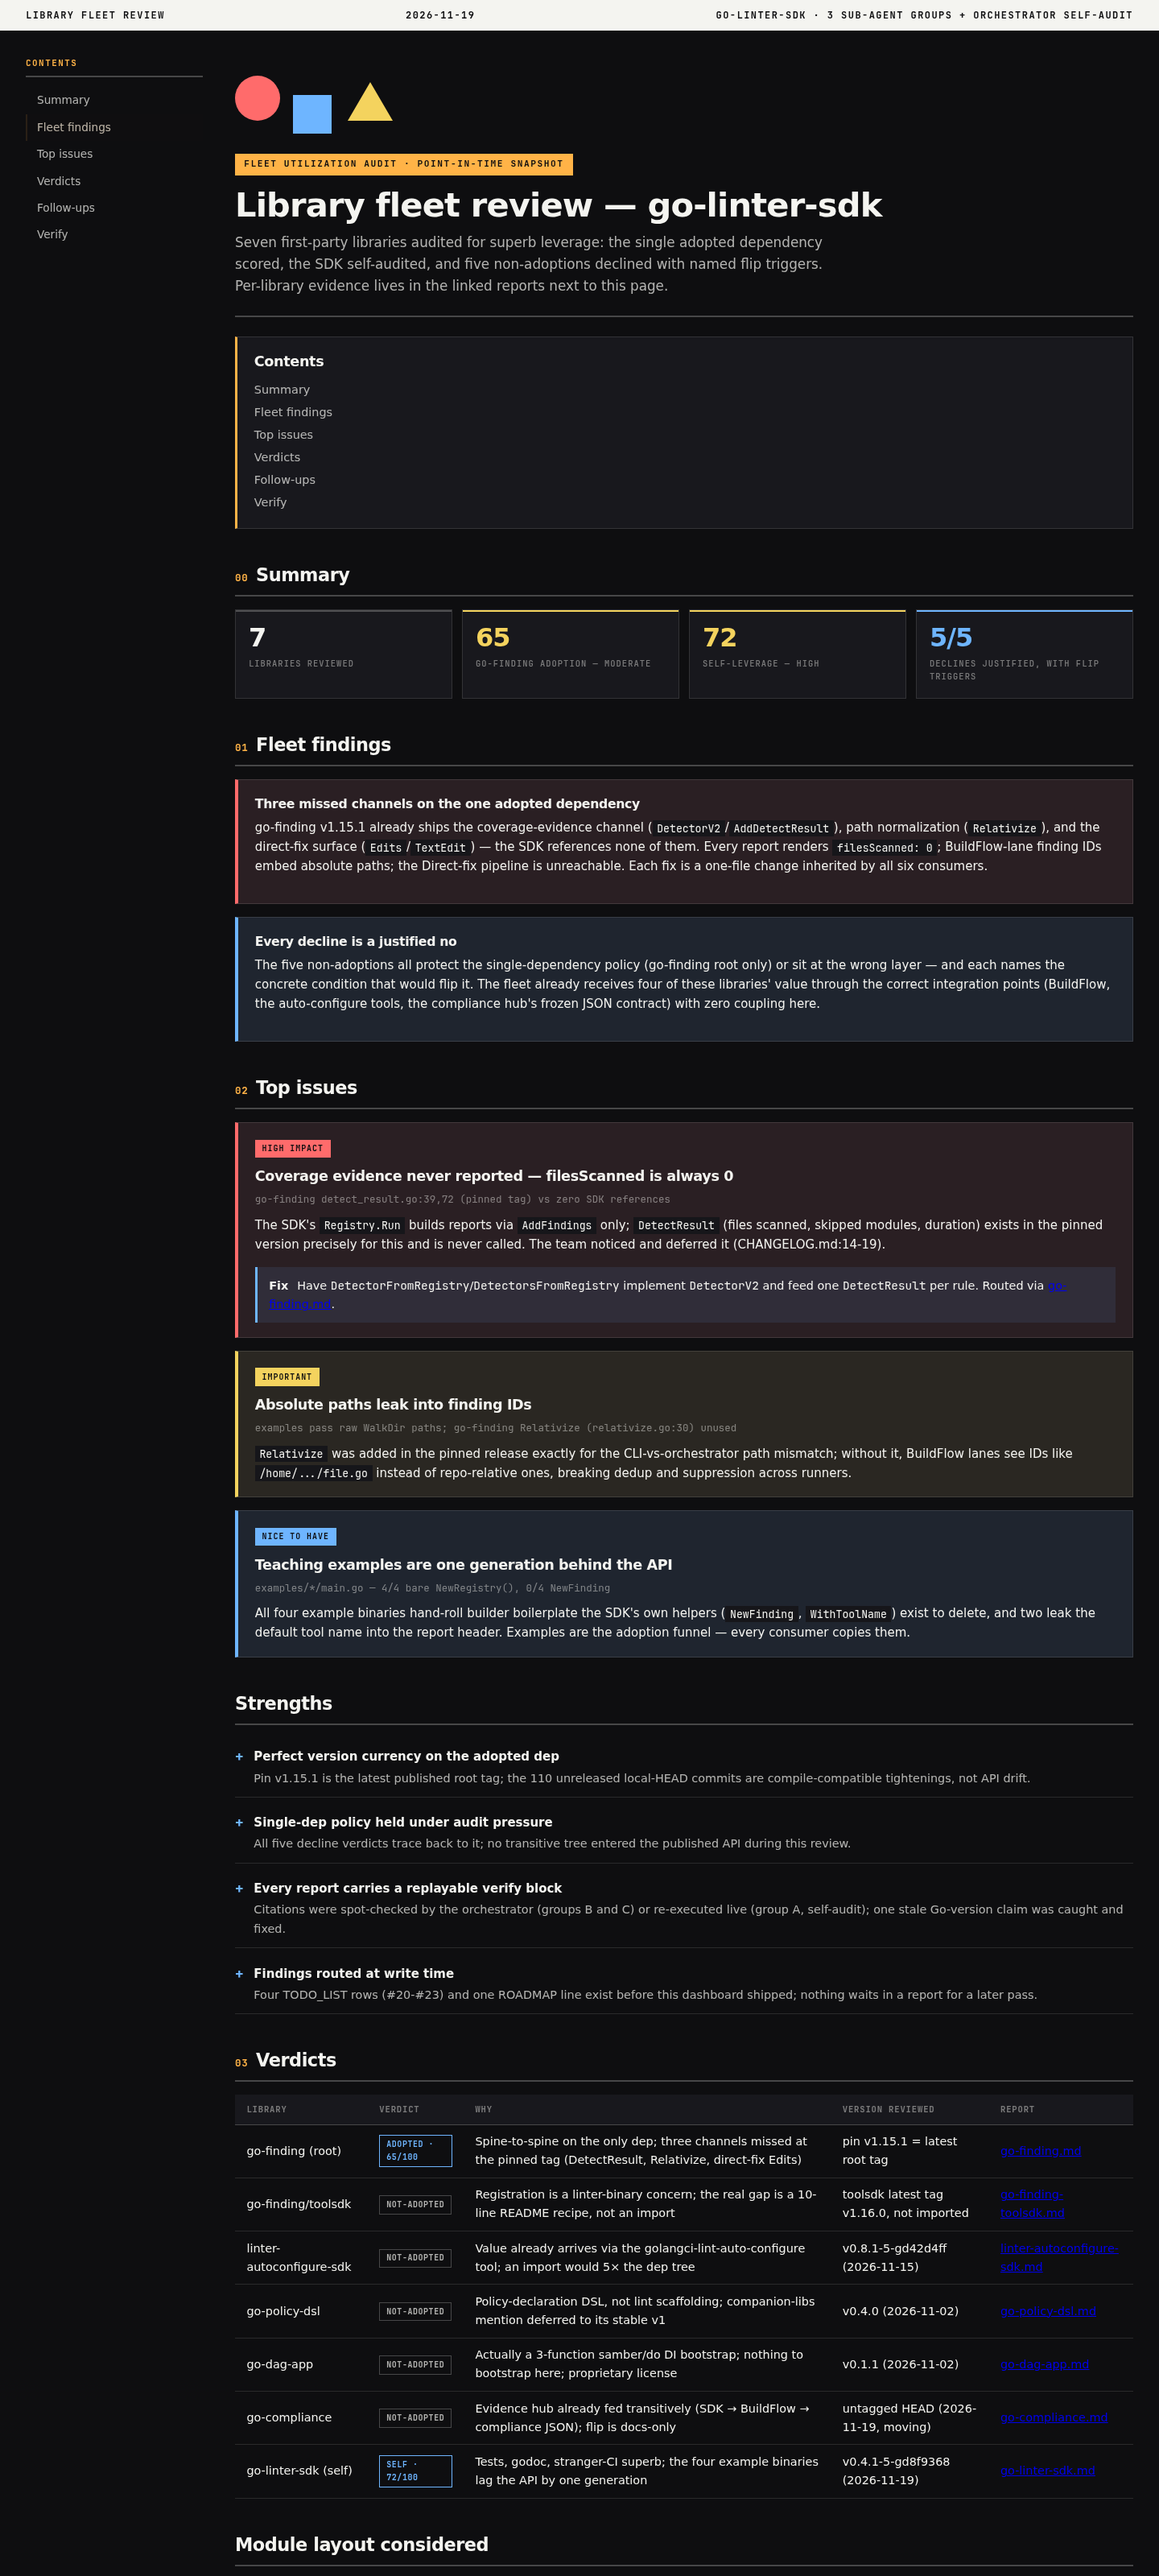 LIBRARY FLEET REVIEW
2026-11-19
GO-LINTER-SDK · 3 SUB-AGENT GROUPS + ORCHESTRATOR SELF-AUDIT
CONTENTS
Summary
Fleet findings
Top issues
Verdicts
Follow-ups
Verify
FLEET UTILIZATION AUDIT · POINT-IN-TIME SNAPSHOT
Library fleet review — go-linter-sdk
Seven first-party libraries audited for superb leverage: the single adopted dependency
scored, the SDK self-audited, and five non-adoptions declined with named flip triggers.
Per-library evidence lives in the linked reports next to this page.
Contents
Summary
Fleet findings
Top issues
Verdicts
Follow-ups
Verify
00 Summary
7
LIBRARIES REVIEWED
65
GO-FINDING ADOPTION — MODERATE
72
SELF-LEVERAGE — HIGH
5/5
DECLINES JUSTIFIED, WITH FLIP
TRIGGERS
01 Fleet findings
Three missed channels on the one adopted dependency
go-finding v1.15.1 already ships the coverage-evidence channel ( DetectorV2 / AddDetectResult ), path normalization ( Relativize ), and the
direct-fix surface ( Edits / TextEdit ) — the SDK references none of them. Every report renders filesScanned: 0 ; BuildFlow-lane finding IDs
embed absolute paths; the Direct-fix pipeline is unreachable. Each fix is a one-file change inherited by all six consumers.
Every decline is a justified no
The five non-adoptions all protect the single-dependency policy (go-finding root only) or sit at the wrong layer — and each names the
concrete condition that would flip it. The fleet already receives four of these libraries' value through the correct integration points (BuildFlow,
the auto-configure tools, the compliance hub's frozen JSON contract) with zero coupling here.
02 Top issues
HIGH IMPACT
Coverage evidence never reported — filesScanned is always 0
go-finding detect_result.go:39,72 (pinned tag) vs zero SDK references
The SDK's Registry.Run builds reports via AddFindings only; DetectResult (files scanned, skipped modules, duration) exists in the pinned
version precisely for this and is never called. The team noticed and deferred it (CHANGELOG.md:14-19).
Fix Have DetectorFromRegistry/DetectorsFromRegistry implement DetectorV2 and feed one DetectResult per rule. Routed via go-
finding.md.
IMPORTANT
Absolute paths leak into finding IDs
examples pass raw WalkDir paths; go-finding Relativize (relativize.go:30) unused
Relativize was added in the pinned release exactly for the CLI-vs-orchestrator path mismatch; without it, BuildFlow lanes see IDs like
/home/.../file.go instead of repo-relative ones, breaking dedup and suppression across runners.
NICE TO HAVE
Teaching examples are one generation behind the API
examples/*/main.go — 4/4 bare NewRegistry(), 0/4 NewFinding
All four example binaries hand-roll builder boilerplate the SDK's own helpers ( NewFinding , WithToolName ) exist to delete, and two leak the
default tool name into the report header. Examples are the adoption funnel — every consumer copies them.
Strengths
+ Perfect version currency on the adopted dep
Pin v1.15.1 is the latest published root tag; the 110 unreleased local-HEAD commits are compile-compatible tightenings, not API drift.
+ Single-dep policy held under audit pressure
All five decline verdicts trace back to it; no transitive tree entered the published API during this review.
+ Every report carries a replayable verify block
Citations were spot-checked by the orchestrator (groups B and C) or re-executed live (group A, self-audit); one stale Go-version claim was caught and
fixed.
+ Findings routed at write time
Four TODO_LIST rows (#20-#23) and one ROADMAP line exist before this dashboard shipped; nothing waits in a report for a later pass.
03 Verdicts
LIBRARY VERDICT WHY VERSION REVIEWED REPORT
go-finding (root)
ADOPTED ·
65/100
Spine-to-spine on the only dep; three channels missed at
the pinned tag (DetectResult, Relativize, direct-fix Edits)
pin v1.15.1 = latest
root tag
go-finding.md
go-finding/toolsdk
NOT-ADOPTED
Registration is a linter-binary concern; the real gap is a 10-
line README recipe, not an import
toolsdk latest tag
v1.16.0, not imported
go-finding-
toolsdk.md
linter-
autoconfigure-sdk
NOT-ADOPTED
Value already arrives via the golangci-lint-auto-configure
tool; an import would 5× the dep tree
v0.8.1-5-gd42d4ff
(2026-11-15)
linter-autoconfigure-
sdk.md
go-policy-dsl
NOT-ADOPTED
Policy-declaration DSL, not lint scaffolding; companion-libs
mention deferred to its stable v1
v0.4.0 (2026-11-02)
go-policy-dsl.md
go-dag-app
NOT-ADOPTED
Actually a 3-function samber/do DI bootstrap; nothing to
bootstrap here; proprietary license
v0.1.1 (2026-11-02)
go-dag-app.md
go-compliance
NOT-ADOPTED
Evidence hub already fed transitively (SDK → BuildFlow →
compliance JSON); flip is docs-only
untagged HEAD (2026-
11-19, moving)
go-compliance.md
go-linter-sdk (self)
SELF ·
72/100
Tests, godoc, stranger-CI superb; the four example binaries
lag the API by one generation
v0.4.1-5-gd8f9368
(2026-11-19)
go-linter-sdk.md
Module layout considered